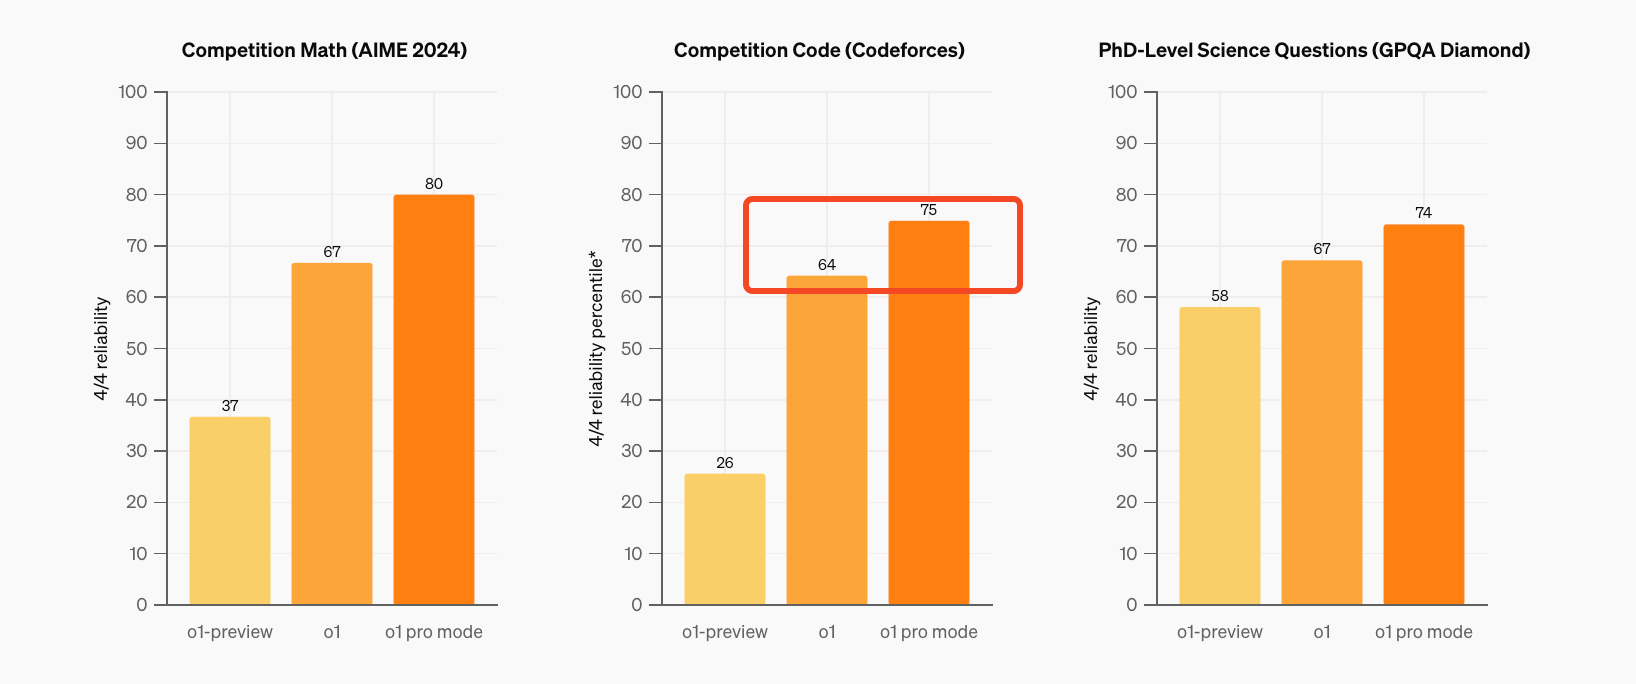 Competition Math (AIME 2024)
4/4 reliability
100
90
80
70
60
50
40
30
20
10
0
37
67
80
o1-preview
o1
o1 pro mode
Competition Code (Codeforces)
4/4 reliability percentile*
100
90
80
70
60
50
40
30
20
10
0
26
64
75
o1-preview
o1
o1 pro mode
PhD-Level Science Questions (GPQA Diamond)
4/4 reliability
100
90
80
70
60
50
40
30
20
10
0
58
67
74
o1-preview
o1
o1 pro mode